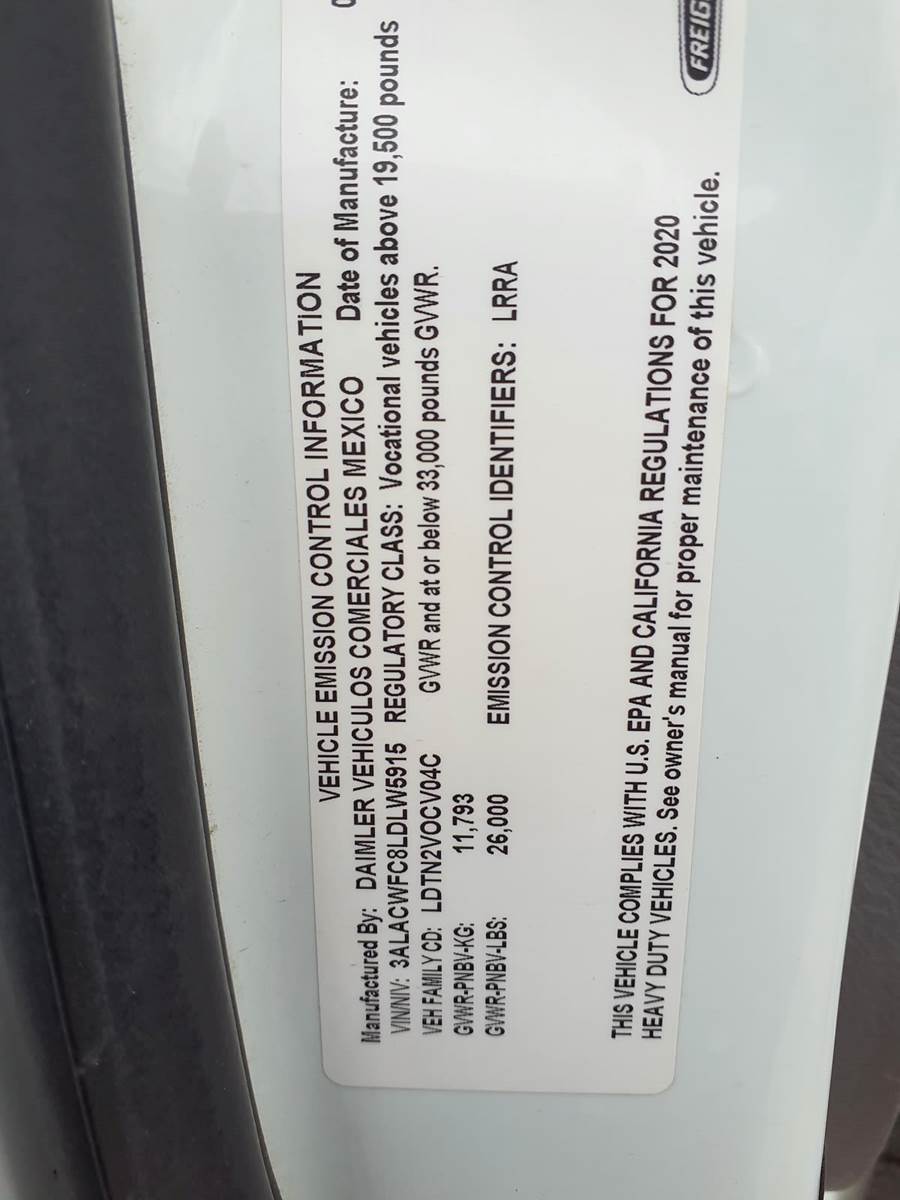 VEHICLE EMISSION CONTROL INFORMATION
Manufactured By: DAIMLER VEHICULOS COMERCIALES MEXICO Date of Manufacture:
VIN/NIV: 3ALACWFC8LDLW5915 REGULATORY CLASS: Vocational vehicles above 19,500 pounds
VEH FAMILY CD: LDTN2VOCV04C GVWR and at or below 33,000 pounds GVWR.
GVWR-PNBV-KG: 11,793
GVWR-PNBV-LBS: 26,000 EMISSION CONTROL IDENTIFIERS: LRRA
THIS VEHICLE COMPLIES WITH U.S. EPA AND CALIFORNIA REGULATIONS FOR 2020
HEAVY DUTY VEHICLES. See owner's manual for proper maintenance of this vehicle.
FREIG